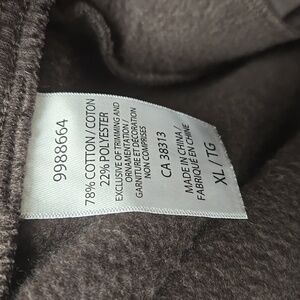 9988664
78% COTTON / COTON
22% POLYESTER
EXCLUSIVE OF TRIMMING AND
ORNAMENTATION /
GARNITURE ET DÉCORATION
NON COMPRISES
CA 38313
MADE IN CHINA /
FABRIQUÉ EN CHINE
XL / TG